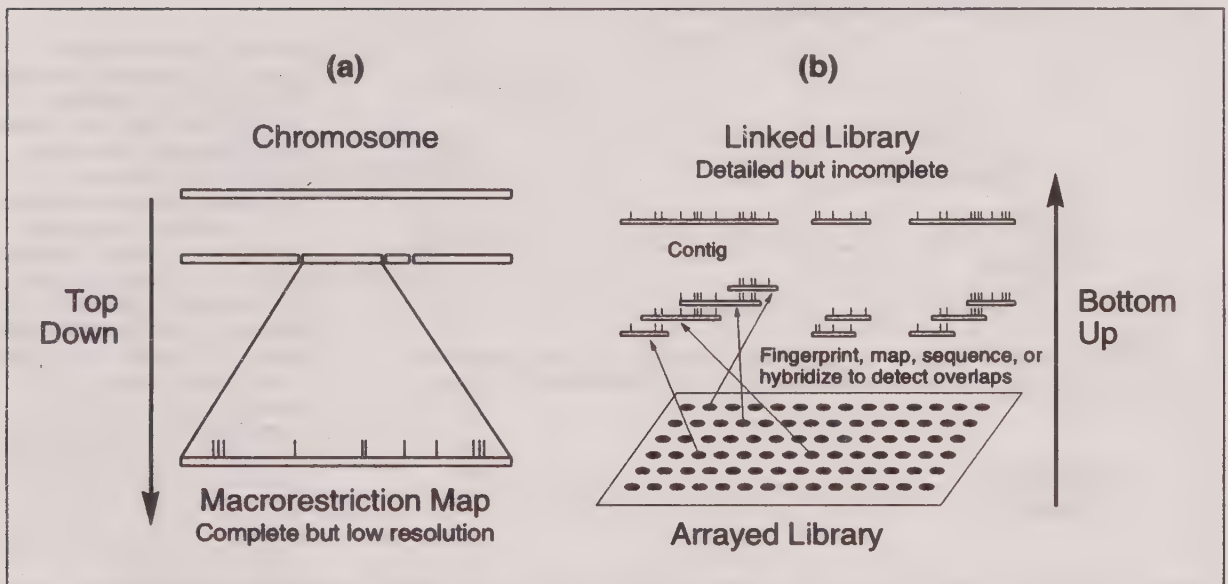 (a)
Chromosome
Top
Down
Macrorestriction Map
Complete but low resolution
(b)
Linked Library
Detailed but incomplete
Contig
Fingerprint, map, sequence, or
hybridize to detect overlaps
Bottom
Up
Arrayed Library